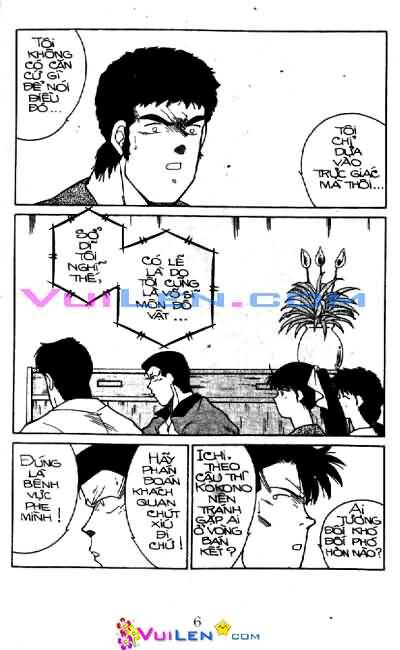 TÔI
KHÔNG
CÓ CĂN
CỨ GÌ
ĐỂ NÓI
ĐIỀU
ĐÓ...
TÔI
CHỈ
DỰA
VÀO
TRỰC GIÁC
MÀ THÔI...
SỞ
DĨ
TÔI
NGHĨ
THẾ,
CÓ LẼ
LÀ DO
TÔI CŨNG
LÀ VÕ SĨ
MÔN ĐÔ
VẬT...
VUILEN.COM
ĐÚNG
LÀ
BÊNH
VỰC
PHE
MÌNH!
HÃY
PHÁN
ĐOÁN
KHÁCH
QUAN
CHÚT
XÍU
ĐI
CHỨ!
ICHI,
THEO
CẬU THÌ
KOKONO
NÊN
TRÁNH
GẶP AI
Ở VÒNG
BÁN
KẾT?
AI
TƯƠNG
ĐỐI KHÓ
ĐỐI PHÓ
HƠN NÀO?
6
VUILEN.COM